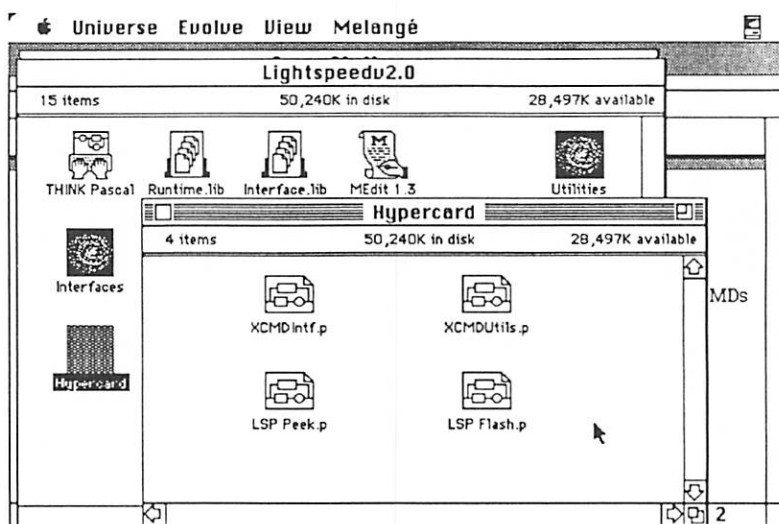 Universe Evolve View Melangé
Lightspeedv2.0
15 items 50,240K in disk 28,497K available
THINK Pascal Runtime.lib Interface.lib MEdit 1.3 Utilities
Hypercard
4 items 50,240K in disk 28,497K available
Interfaces
MDs
XCMDIntf.p XCMDUtils.p
Hypercard
LSP Peek.p LSP Flash.p
2